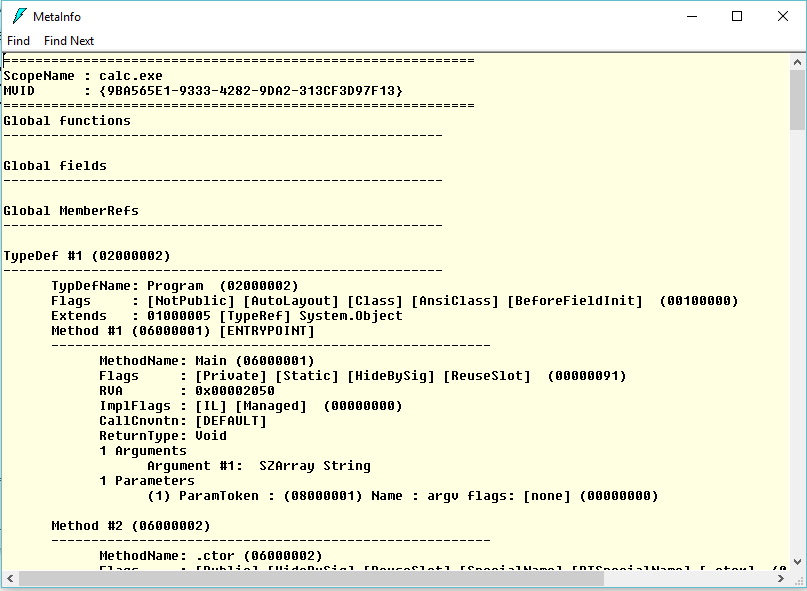 MetaInfo
Find Find Next
===========================================================
ScopeName : calc.exe
MVID      : {9BA565E1-9333-4282-9DA2-313CF3D97F13}
===========================================================
Global functions
-------------------------------------------------------
Global fields
-------------------------------------------------------
Global MemberRefs
-------------------------------------------------------
TypeDef #1 (02000002)
-------------------------------------------------------
TypDefName: Program  (02000002)
Flags     : [NotPublic] [AutoLayout] [Class] [AnsiClass] [BeforeFieldInit]  (00100000)
Extends   : 01000005 [TypeRef] System.Object
Method #1 (06000001) [ENTRYPOINT]
-------------------------------------------------------
MethodName: Main (06000001)
Flags     : [Private] [Static] [HideBySig] [ReuseSlot]  (00000091)
RVA       : 0x00002050
ImplFlags : [IL] [Managed]  (00000000)
CallCnvntn: [DEFAULT]
ReturnType: Void
1 Arguments
Argument #1:  SZArray String
1 Parameters
(1) ParamToken : (08000001) Name : argv flags: [none] (00000000)
Method #2 (06000002)
-------------------------------------------------------
MethodName: .ctor (06000002)
Flags     : [Public] [HideBySig] [ReuseSlot] [SpecialName] [RTSpecialName] [.ctor]